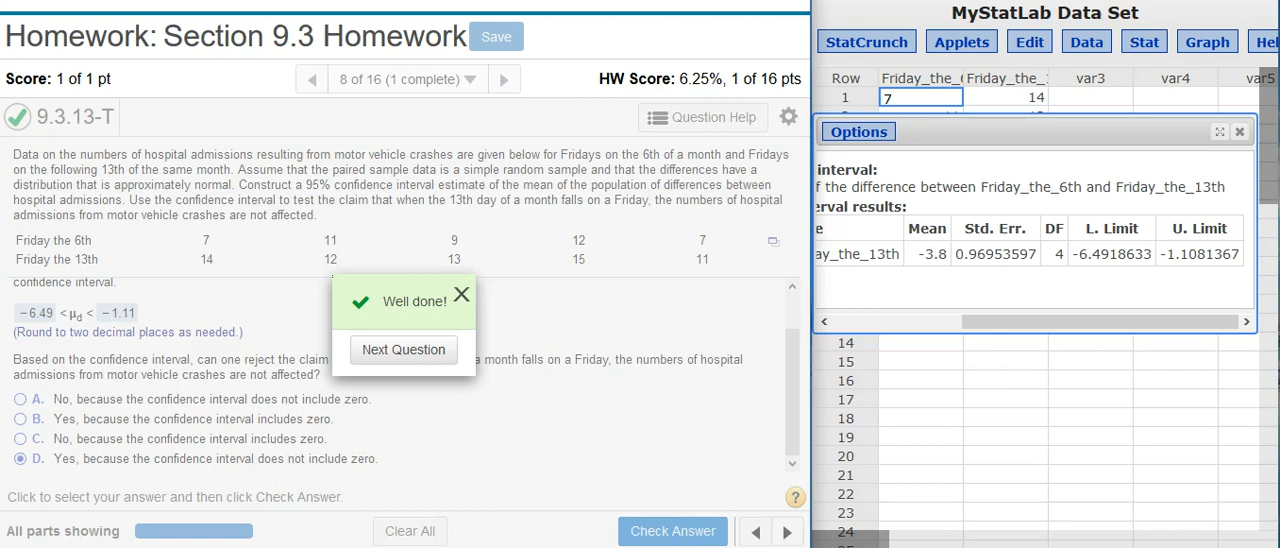 Homework: Section 9.3 Homework
Save
MyStatLab Data Set
StatCrunch Applets Edit Data Stat Graph Hel
Score: 1 of 1 pt
8 of 16 (1 complete)
HW Score: 6.25%, 1 of 16 pts
Row Friday_the_ Friday_the_ var3 var4 var5
1 7 14
9.3.13-T
Question Help
Options
Data on the numbers of hospital admissions resulting from motor vehicle crashes are given below for Fridays on the 6th of a month and Fridays
on the following 13th of the same month. Assume that the paired sample data is a simple random sample and that the differences have a
distribution that is approximately normal. Construct a 95% confidence interval estimate of the mean of the population of differences between
hospital admissions. Use the confidence interval to test the claim that when the 13th day of a month falls on a Friday, the numbers of hospital
admissions from motor vehicle crashes are not affected.
Friday the 6th 7 11 9 12 7
Friday the 13th 14 12 13 15 11
confidence interval.
−6.49 < μd < −1.11
(Round to two decimal places as needed.)
Well done!
Next Question
Based on the confidence interval, can one reject the claim a month falls on a Friday, the numbers of hospital
admissions from motor vehicle crashes are not affected?
A. No, because the confidence interval does not include zero.
B. Yes, because the confidence interval includes zero.
C. No, because the confidence interval includes zero.
D. Yes, because the confidence interval does not include zero.
Click to select your answer and then click Check Answer.
?
All parts showing
Clear All
Check Answer
interval:
f the difference between Friday_the_6th and Friday_the_13th
erval results:
e Mean Std. Err. DF L. Limit U. Limit
ay_the_13th -3.8 0.96953597 4 -6.4918633 -1.1081367
14
15
16
17
18
19
20
21
22
23
24